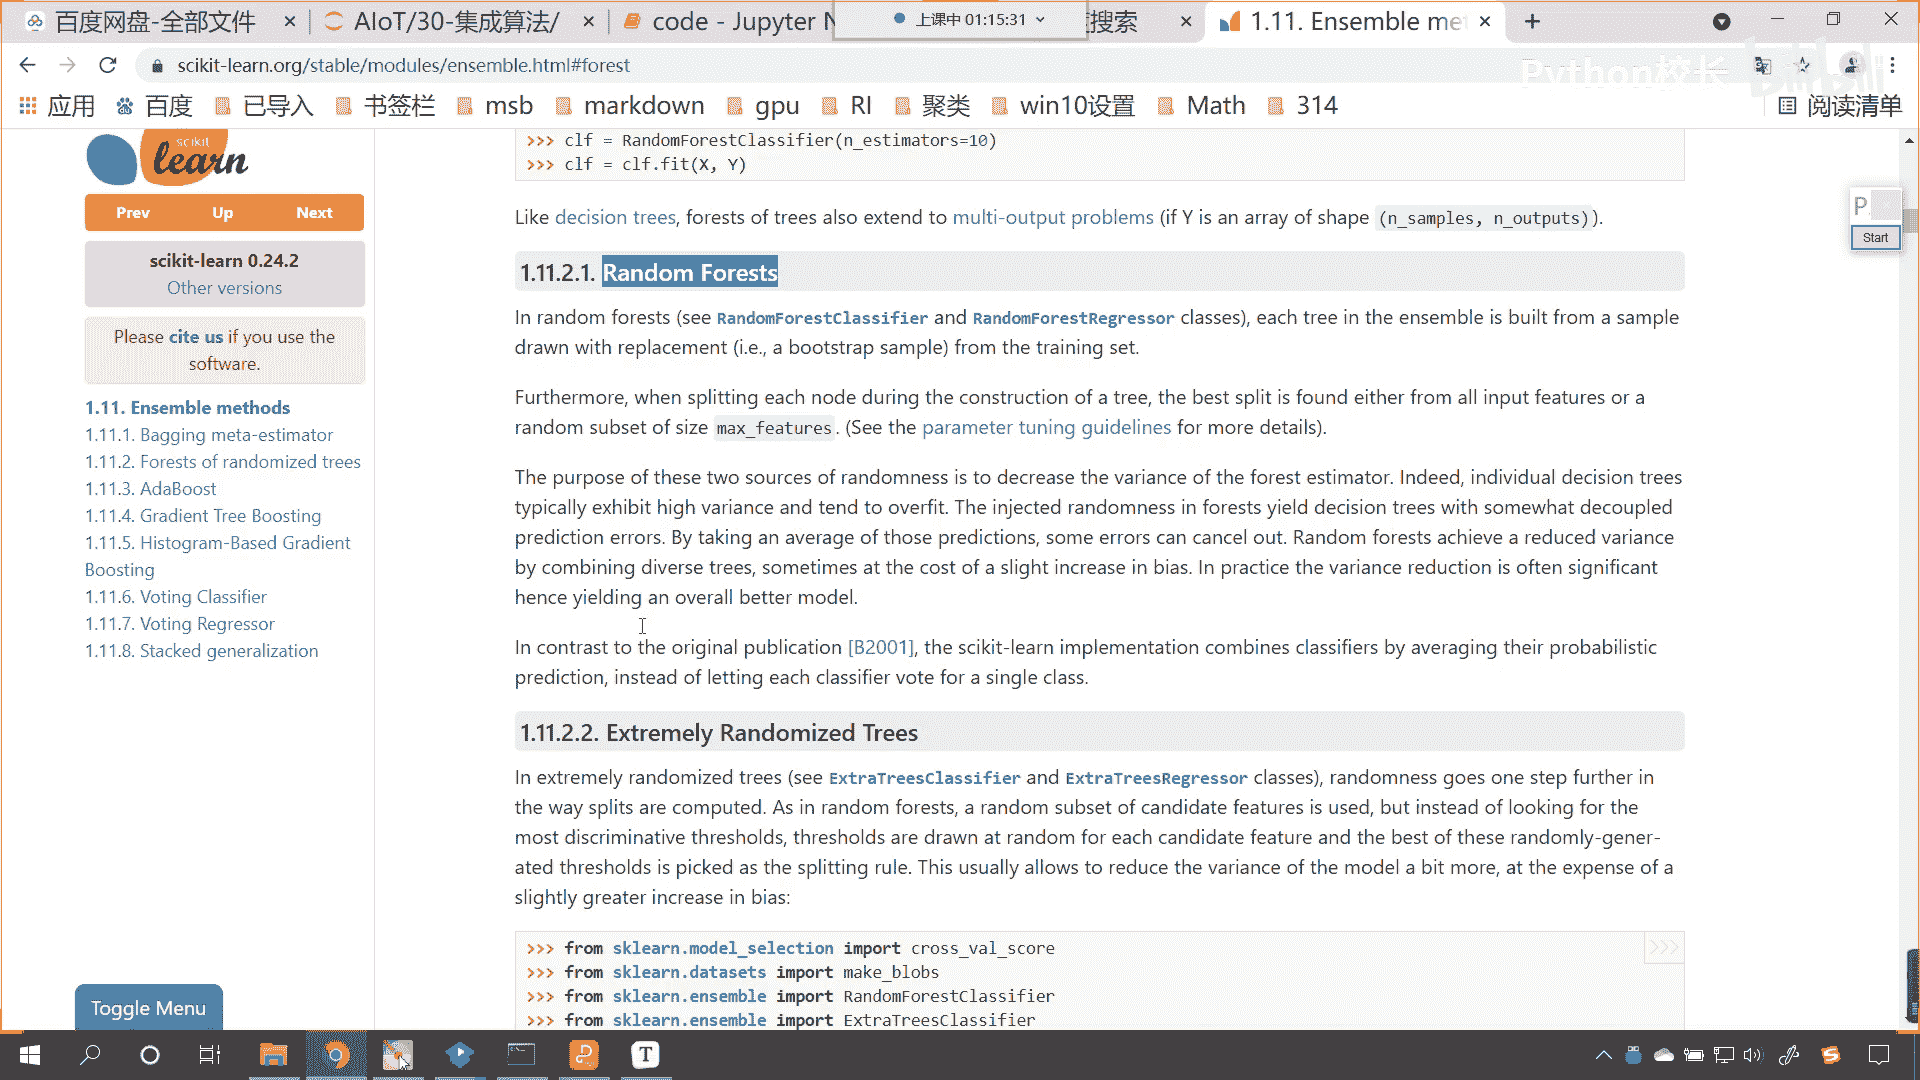 百度网盘-全部文件
AIoT/30-集成算法/
code - Jupyter N
上课中 01:15:31
搜索
1.11. Ensemble me
scikit-learn.org/stable/modules/ensemble.html#forest
Python校长
bilibili
应用 百度 已导入 书签栏 msb markdown gpu RI 聚类 win10设置 Math 314 阅读清单
scikit
learn
Prev Up Next
scikit-learn 0.24.2
Other versions
Please cite us if you use the
software.
1.11. Ensemble methods
1.11.1. Bagging meta-estimator
1.11.2. Forests of randomized trees
1.11.3. AdaBoost
1.11.4. Gradient Tree Boosting
1.11.5. Histogram-Based Gradient
Boosting
1.11.6. Voting Classifier
1.11.7. Voting Regressor
1.11.8. Stacked generalization
Toggle Menu
>>> clf = RandomForestClassifier(n_estimators=10)
>>> clf = clf.fit(X, Y)
Like decision trees, forests of trees also extend to multi-output problems (if Y is an array of shape (n_samples, n_outputs)).
1.11.2.1. Random Forests
In random forests (see RandomForestClassifier and RandomForestRegressor classes), each tree in the ensemble is built from a sample
drawn with replacement (i.e., a bootstrap sample) from the training set.
Furthermore, when splitting each node during the construction of a tree, the best split is found either from all input features or a
random subset of size max_features. (See the parameter tuning guidelines for more details).
The purpose of these two sources of randomness is to decrease the variance of the forest estimator. Indeed, individual decision trees
typically exhibit high variance and tend to overfit. The injected randomness in forests yield decision trees with somewhat decoupled
prediction errors. By taking an average of those predictions, some errors can cancel out. Random forests achieve a reduced variance
by combining diverse trees, sometimes at the cost of a slight increase in bias. In practice the variance reduction is often significant
hence yielding an overall better model.
In contrast to the original publication [B2001], the scikit-learn implementation combines classifiers by averaging their probabilistic
prediction, instead of letting each classifier vote for a single class.
1.11.2.2. Extremely Randomized Trees
In extremely randomized trees (see ExtraTreesClassifier and ExtraTreesRegressor classes), randomness goes one step further in
the way splits are computed. As in random forests, a random subset of candidate features is used, but instead of looking for the
most discriminative thresholds, thresholds are drawn at random for each candidate feature and the best of these randomly-gener-
ated thresholds is picked as the splitting rule. This usually allows to reduce the variance of the model a bit more, at the expense of a
slightly greater increase in bias:
>>> from sklearn.model_selection import cross_val_score
>>> from sklearn.datasets import make_blobs
>>> from sklearn.ensemble import RandomForestClassifier
>>> from sklearn.ensemble import ExtraTreesClassifier
>>>
P
Start